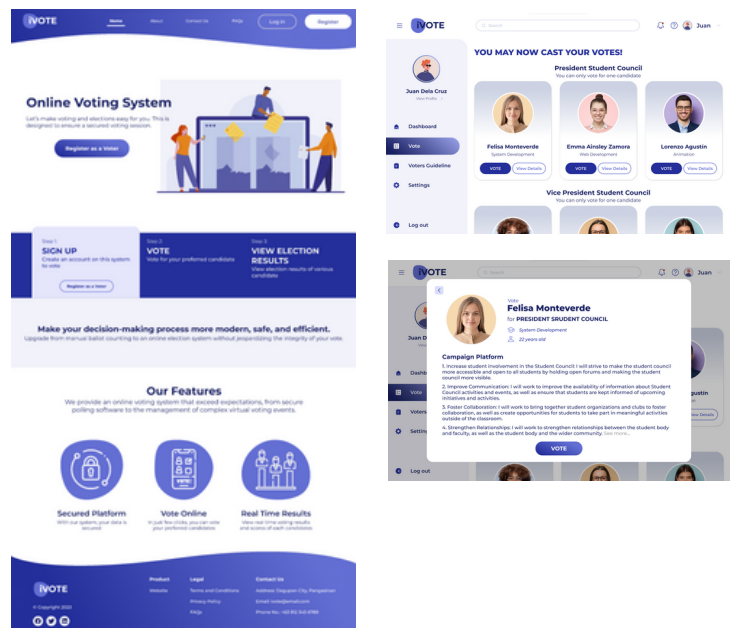 iVOTE
Home
About
Contact Us
FAQs
Log In
Register
Online Voting System
Let's make voting and elections easy for you. This is
designed to ensure a secured voting session.
Register as a Voter
Step 1
SIGN UP
Create an account on this system
to vote
Register as a Voter
Step 2
VOTE
Vote for your preferred candidate
Step 3
VIEW ELECTION
RESULTS
View election results of various
candidate
Make your decision-making process more modern, safe, and efficient.
Upgrade from manual ballot counting to an online election system without jeopardizing the integrity of your vote.
Our Features
We provide an online voting system that exceed expectations, from secure
polling software to the management of complex virtual voting events.
Secured Platform
With our system, your data is
secured
VOTE
Vote Online
In just few clicks, you can vote
your preferred candidates
Real Time Results
View real time voting results
and scores of each candidates
iVOTE
© Copyright 2023
Product
Website
Legal
Terms and Conditions
Privacy Policy
FAQs
Contact Us
Address: Dagupan City, Pangasinan
Email: ivote@email.com
iVOTE
Search
Juan
Juan Dela Cruz
View Profile
Dashboard
Vote
Voters Guideline
Settings
Log out
YOU MAY NOW CAST YOUR VOTES!
President Student Council
You can only vote for one candidate
Felisa Monteverde
System Development
VOTE
View Details
Emma Ainsley Zamora
Web Development
VOTE
View Details
Lorenzo Agustin
Animation
VOTE
View Details
Vice President Student Council
You can only vote for one candidate
iVOTE
Search
Juan
Juan D
Dashb
Vote
Voters
Setting
Log out
gustin
View Details
Vote
Felisa Monteverde
for PRESIDENT SRUDENT COUNCIL
System Development
22 years old
Campaign Platform
1. Increase student involvement in the Student Council: I will strive to make the student council
more accessible and open to all students by holding open forums and making the student
council more visible.
2. Improve Communication: I will work to improve the availability of information about Student
Council activities and events, as well as ensure that students are kept informed of upcoming
initiatives and activities.
3. Foster Collaboration: I will work to bring together student organizations and clubs to foster
collaboration, as well as create opportunities for students to take part in meaningful activities
outside of the classroom.
4. Strengthen Relationships: I will work to strengthen relationships between the student body
and faculty, as well as the student body and the wider community. See more...
VOTE